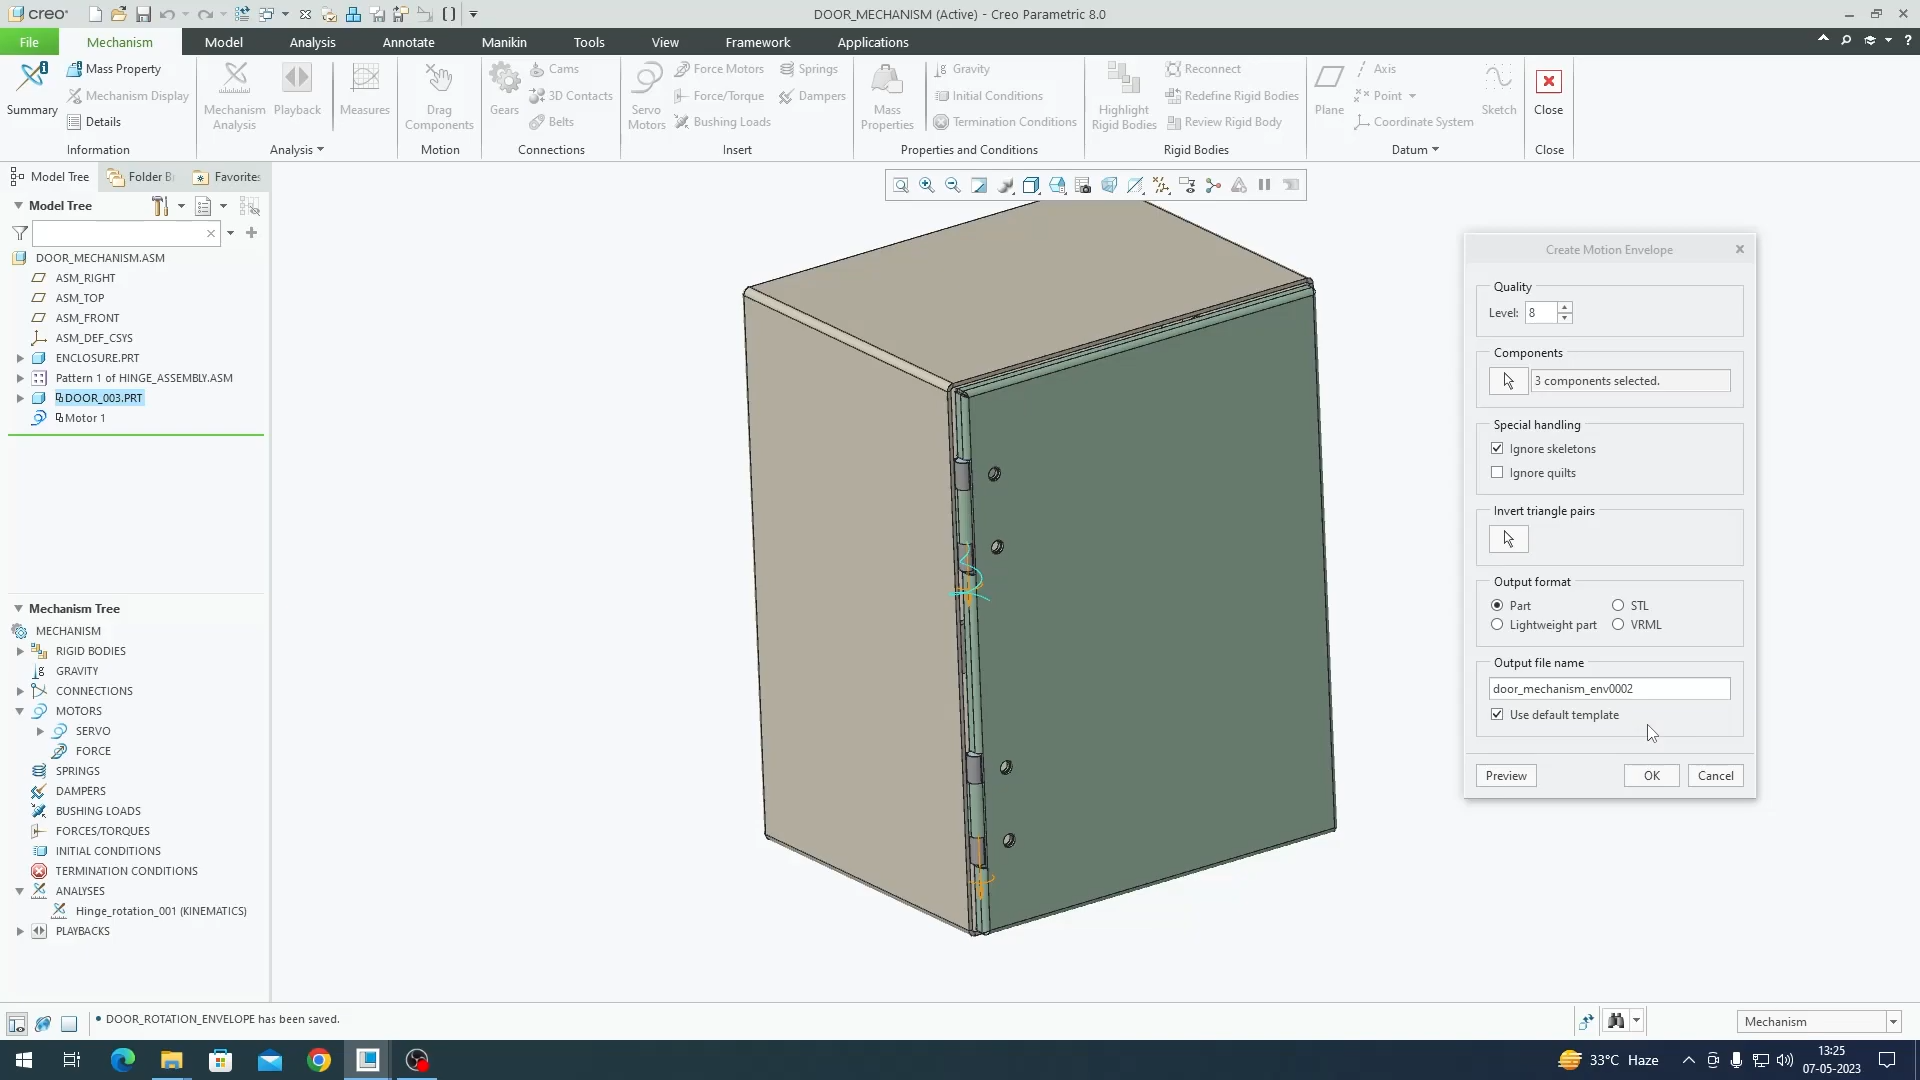 creo
DOOR_MECHANISM (Active) - Creo Parametric 8.0
File
Mechanism
Model
Analysis
Annotate
Manikin
Tools
View
Framework
Applications
Summary
Mass Property
Mechanism Display
Details
Information
Mechanism Analysis
Playback
Measures
Analysis
Drag Components
Motion
Gears
Cams
3D Contacts
Belts
Connections
Servo Motors
Force Motors
Force/Torque
Bushing Loads
Springs
Dampers
Insert
Mass Properties
Gravity
Initial Conditions
Termination Conditions
Properties and Conditions
Highlight Rigid Bodies
Reconnect
Redefine Rigid Bodies
Review Rigid Body
Rigid Bodies
Plane
Axis
Point
Coordinate System
Sketch
Datum
Close
Close
Model Tree
Folder Br
Favorites
Model Tree
DOOR_MECHANISM.ASM
ASM_RIGHT
ASM_TOP
ASM_FRONT
ASM_DEF_CSYS
ENCLOSURE.PRT
Pattern 1 of HINGE_ASSEMBLY.ASM
DOOR_003.PRT
Motor 1
Mechanism Tree
MECHANISM
RIGID BODIES
GRAVITY
CONNECTIONS
MOTORS
SERVO
FORCE
SPRINGS
DAMPERS
BUSHING LOADS
FORCES/TORQUES
INITIAL CONDITIONS
TERMINATION CONDITIONS
ANALYSES
Hinge_rotation_001 (KINEMATICS)
PLAYBACKS
Create Motion Envelope
Quality
Level: 8
Components
3 components selected.
Special handling
Ignore skeletons
Ignore quilts
Invert triangle pairs
Output format
Part
STL
Lightweight part
VRML
Output file name
door_mechanism_env0002
Use default template
Preview
OK
Cancel
• DOOR_ROTATION_ENVELOPE has been saved.
Mechanism
33°C Haze
13:25
07-05-2023